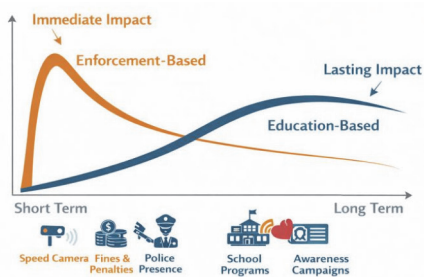 Immediate Impact
Enforcement-Based
Lasting Impact
Education-Based
Short Term
Long Term
Speed Camera
Fines &
Penalties
Police
Presence
School
Programs
Awareness
Campaigns